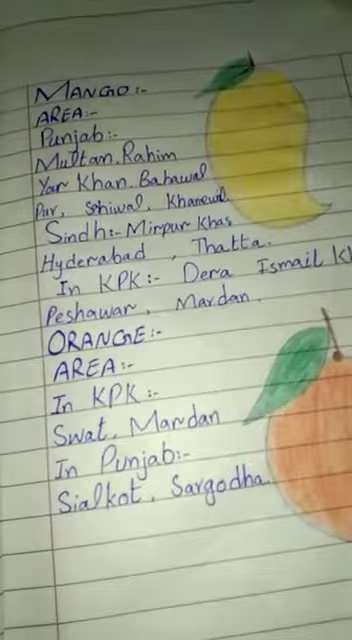 MANGO:-
AREA:-
Punjab:-
Multan, Rahim
Yar Khan, Bahawal
Pur, Sahiwal, Khanewal.
Sindh:- Mirpur Khas
Hyderabad , Thatta.
In KPK:- Dera Ismail Kh
Peshawar, Mardan.
ORANGE:-
AREA:-
In KPK:-
Swat, Mardan
In Punjab:-
Sialkot, Sargodha